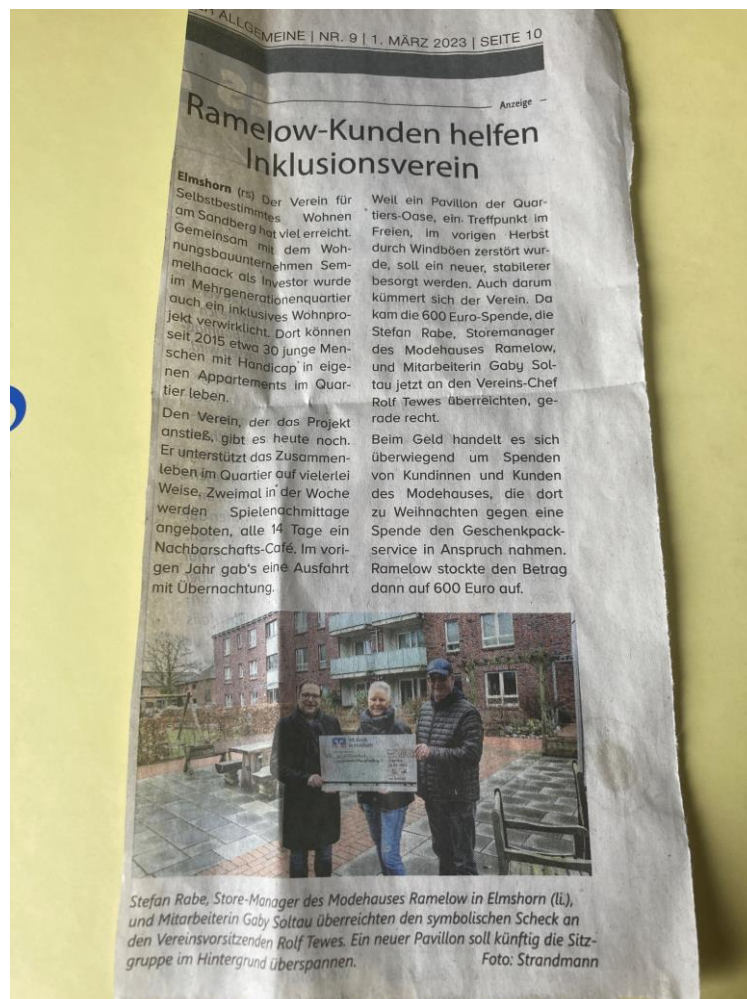 ER ALLGEMEINE | NR. 9 | 1. MÄRZ 2023 | SEITE 10
Anzeige
Ramelow-Kunden helfen
Inklusionsverein
Elmshorn (rs) Der Verein für
Selbstbestimmtes Wohnen
am Sandberg hat viel erreicht.
Gemeinsam mit dem Woh-
nungsbauunternehmen Sem-
melhaack als Investor wurde
im Mehrgenerationenquartier
auch ein inklusives Wohnpro-
jekt verwirklicht. Dort können
seit 2015 etwa 30 junge Men-
schen mit Handicap in eige-
nen Appartements im Quar-
tier leben.
Den Verein, der das Projekt
anstieß, gibt es heute noch.
Er unterstützt das Zusammen-
leben im Quartier auf vielerlei
Weise. Zweimal in der Woche
werden Spielenachmittage
angeboten, alle 14 Tage ein
Nachbarschafts-Café. Im vori-
gen Jahr gab's eine Ausfahrt
mit Übernachtung.
Weil ein Pavillon der Quar-
tiers-Oase, ein Treffpunkt im
Freien, im vorigen Herbst
durch Windböen zerstört wur-
de, soll ein neuer, stabilerer
besorgt werden. Auch darum
kümmert sich der Verein. Da
kam die 600 Euro-Spende, die
Stefan Rabe, Storemanager
des Modehauses Ramelow,
und Mitarbeiterin Gaby Sol-
tau jetzt an den Vereins-Chef
Rolf Tewes überreichten, ge-
rade recht.
Beim Geld handelt es sich
überwiegend um Spenden
von Kundinnen und Kunden
des Modehauses, die dort
zu Weihnachten gegen eine
Spende den Geschenkpack-
service in Anspruch nahmen.
Ramelow stockte den Betrag
dann auf 600 Euro auf.
Stefan Rabe, Store-Manager des Modehauses Ramelow in Elmshorn (li.),
und Mitarbeiterin Gaby Soltau überreichten den symbolischen Scheck an
den Vereinsvorsitzenden Rolf Tewes. Ein neuer Pavillon soll künftig die Sitz-
gruppe im Hintergrund überspannen. Foto: Strandmann